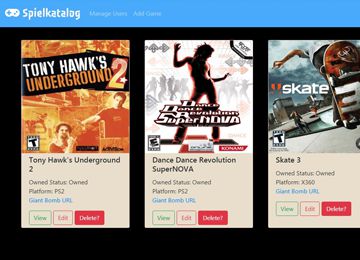 Spielkatalog
Manage Users
Add Game
TONY HAWK'S
UNDERGROUND
2
Dance
Dance
Revolution
SuperNOVA
KONAMI
skate
3
Tony Hawk's Underground
2
Owned Status: Owned
Platform: PS2
Giant Bomb URL
View
Edit
Delete?
Dance Dance Revolution
SuperNOVA
Owned Status: Owned
Platform: PS2
Giant Bomb URL
View
Edit
Delete?
Skate 3
Owned Status: Owned
Platform: X360
Giant Bomb URL
View
Edit
Delete?